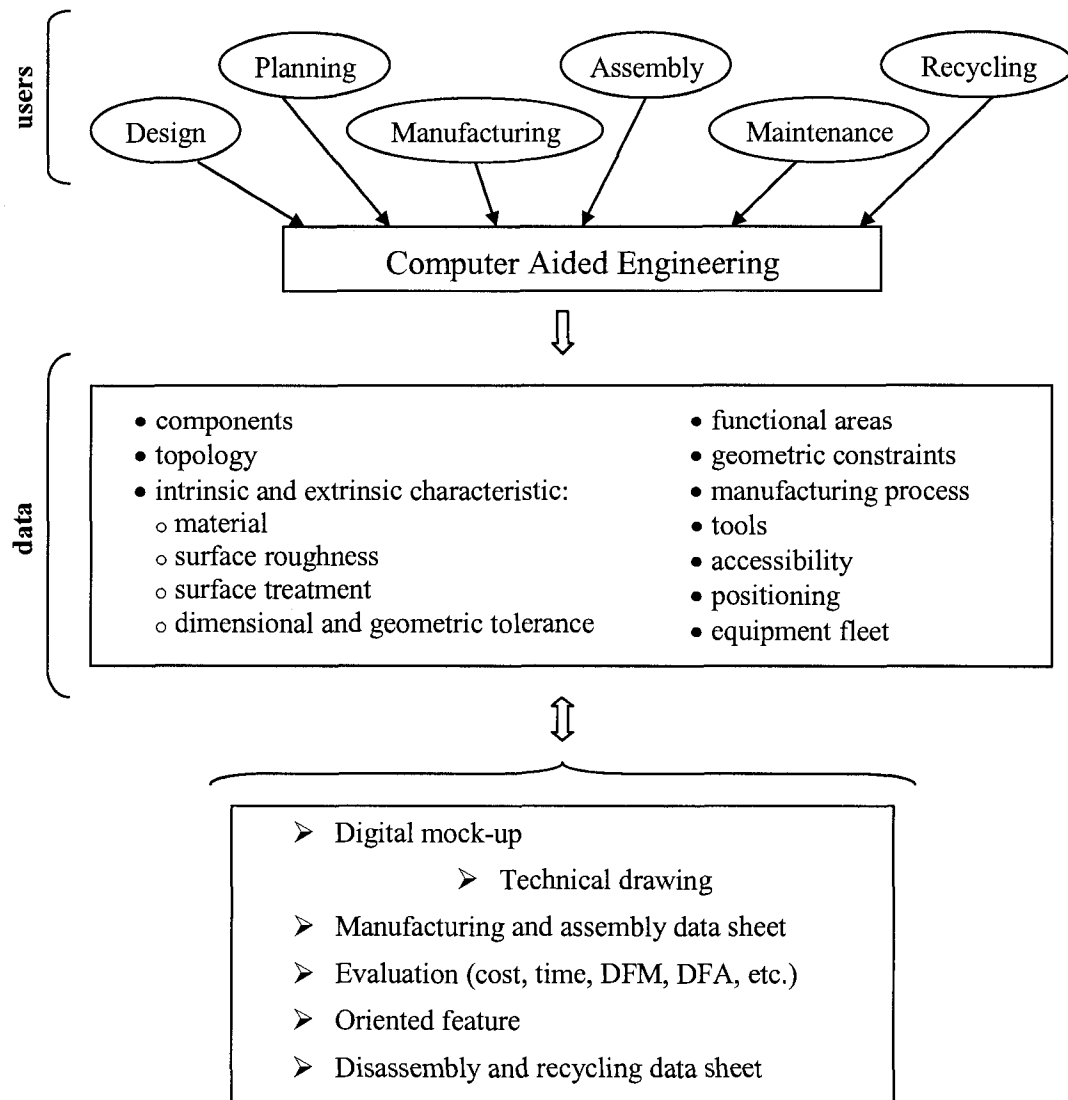 users
Planning
Assembly
Recycling
Design
Manufacturing
Maintenance
Computer Aided Engineering
data
• components
• topology
• intrinsic and extrinsic characteristic:
○ material
○ surface roughness
○ surface treatment
○ dimensional and geometric tolerance
• functional areas
• geometric constraints
• manufacturing process
• tools
• accessibility
• positioning
• equipment fleet
➢ Digital mock-up
➢ Technical drawing
➢ Manufacturing and assembly data sheet
➢ Evaluation (cost, time, DFM, DFA, etc.)
➢ Oriented feature
➢ Disassembly and recycling data sheet